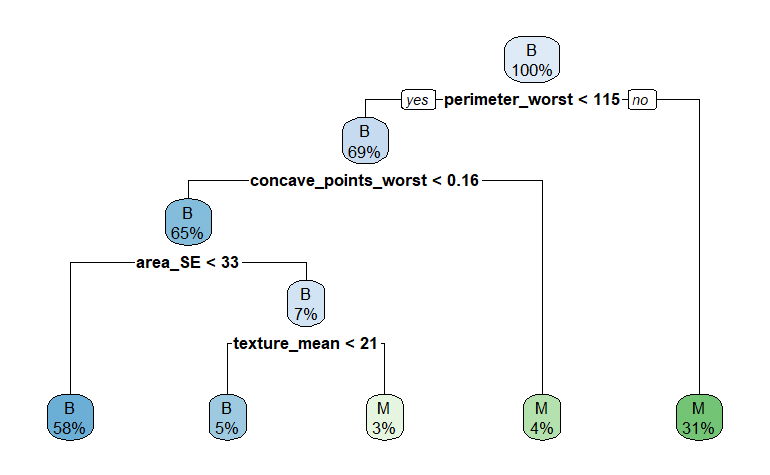 B
100%
yes perimeter_worst < 115 no
B
69%
concave_points_worst < 0.16
B
65%
area_SE < 33
B
7%
texture_mean < 21
B B M M M
58% 5% 3% 4% 31%